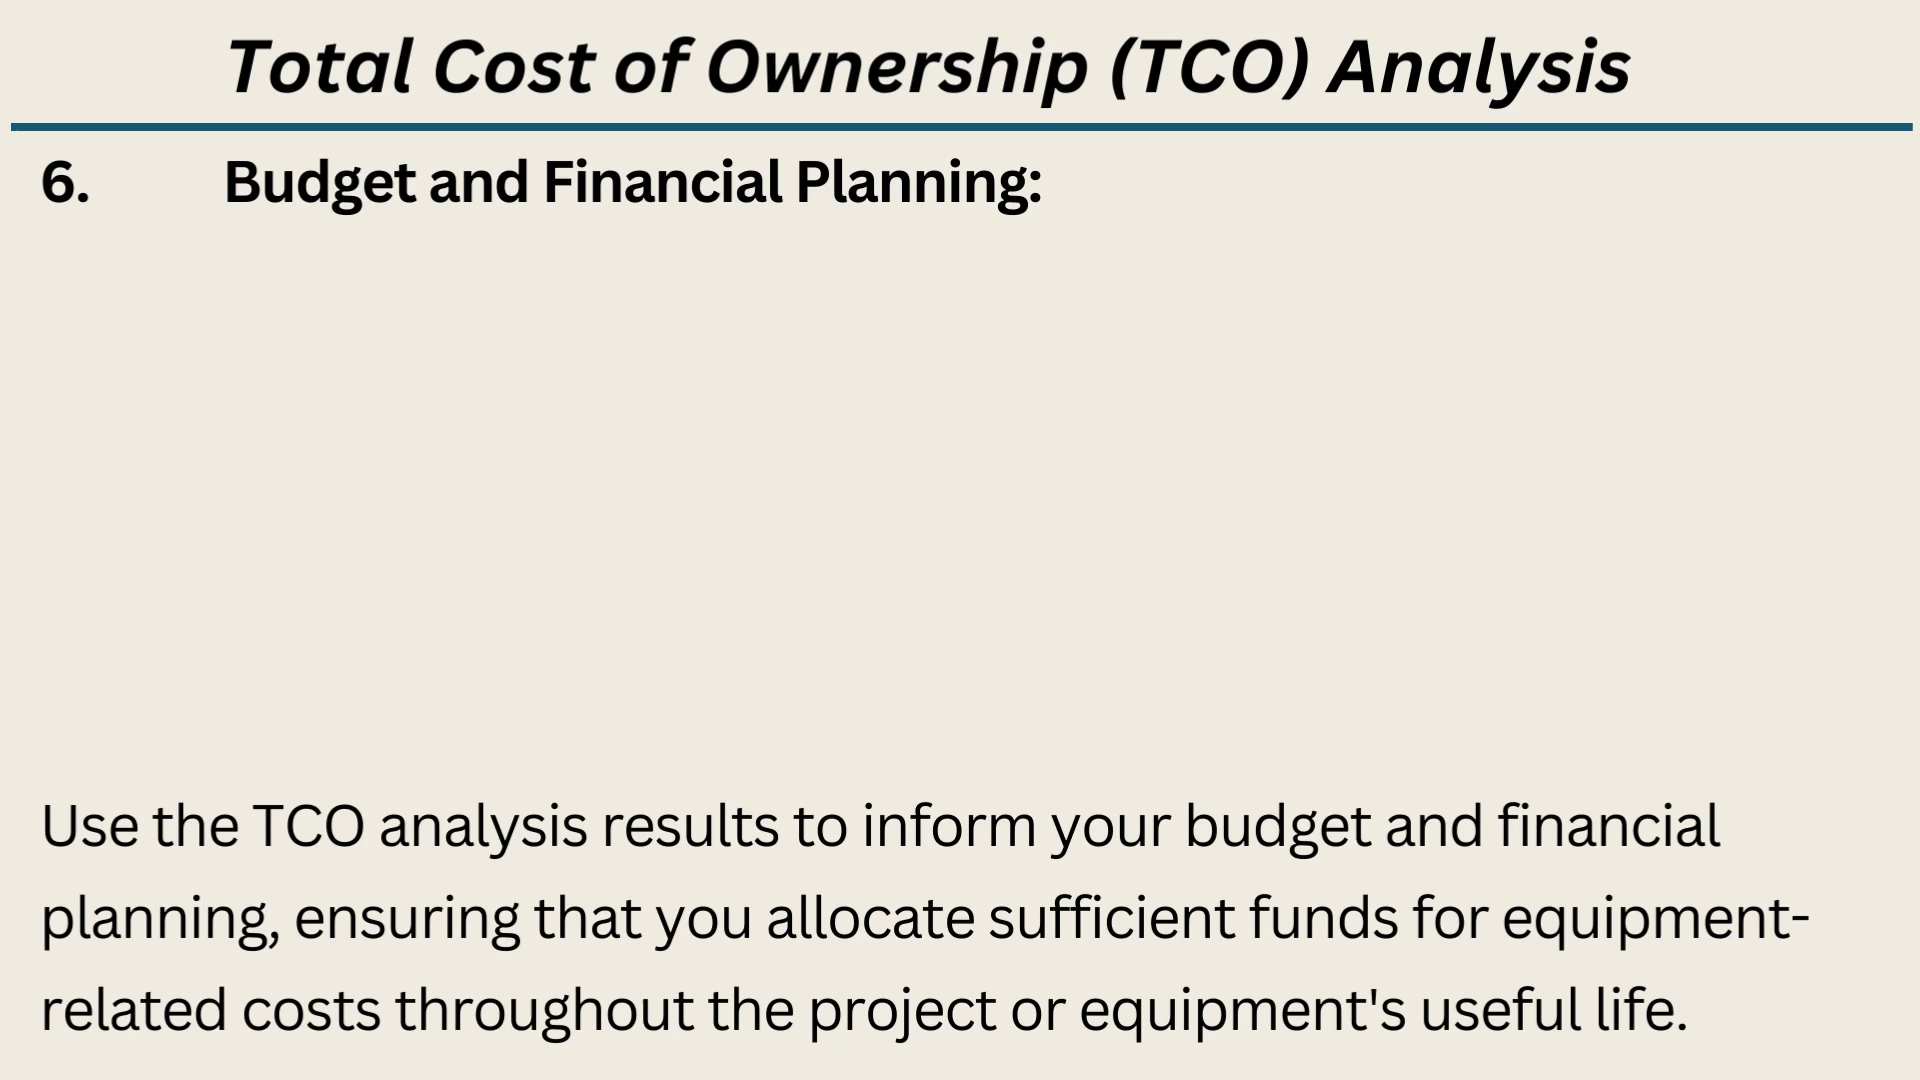 Total Cost of Ownership (TCO) Analysis
6. Budget and Financial Planning:
Use the TCO analysis results to inform your budget and financial
planning, ensuring that you allocate sufficient funds for equipment-
related costs throughout the project or equipment's useful life.